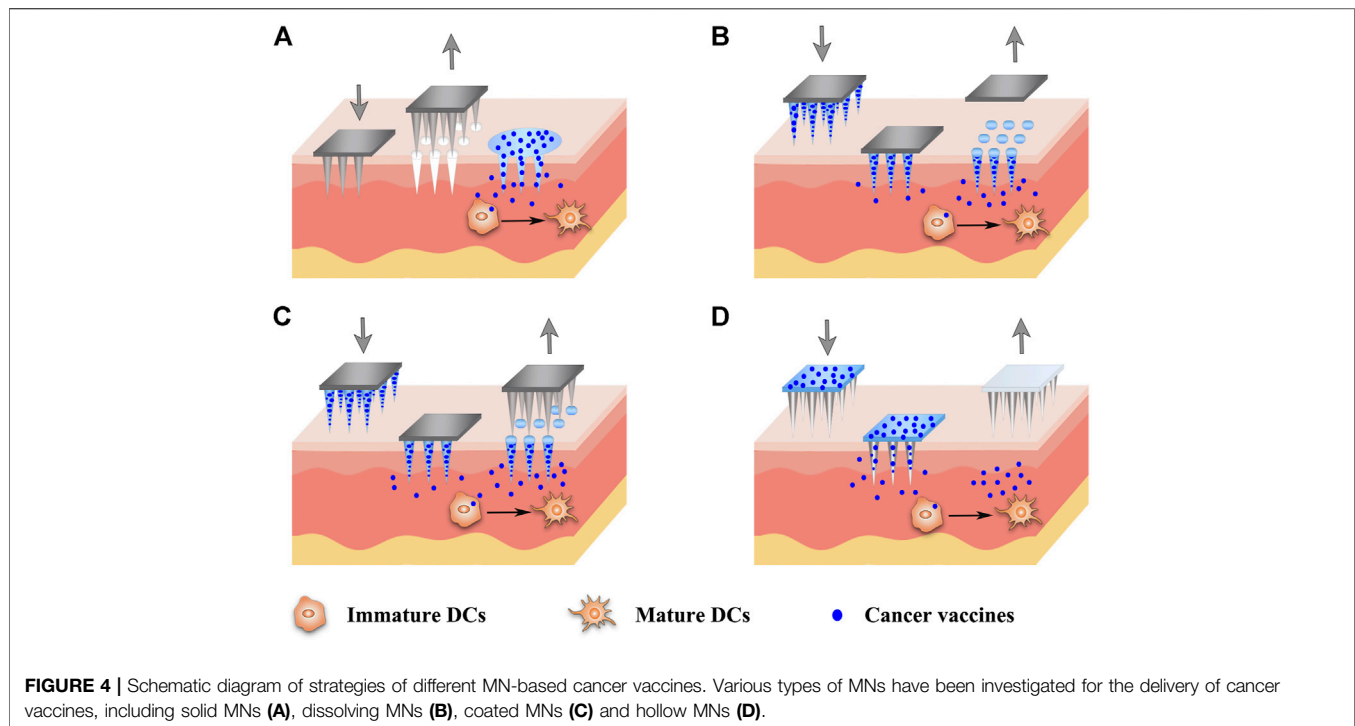 A
B
C
D
Immature DCs
Mature DCs
Cancer vaccines
FIGURE 4 | Schematic diagram of strategies of different MN-based cancer vaccines. Various types of MNs have been investigated for the delivery of cancer
vaccines, including solid MNs (A), dissolving MNs (B), coated MNs (C) and hollow MNs (D).